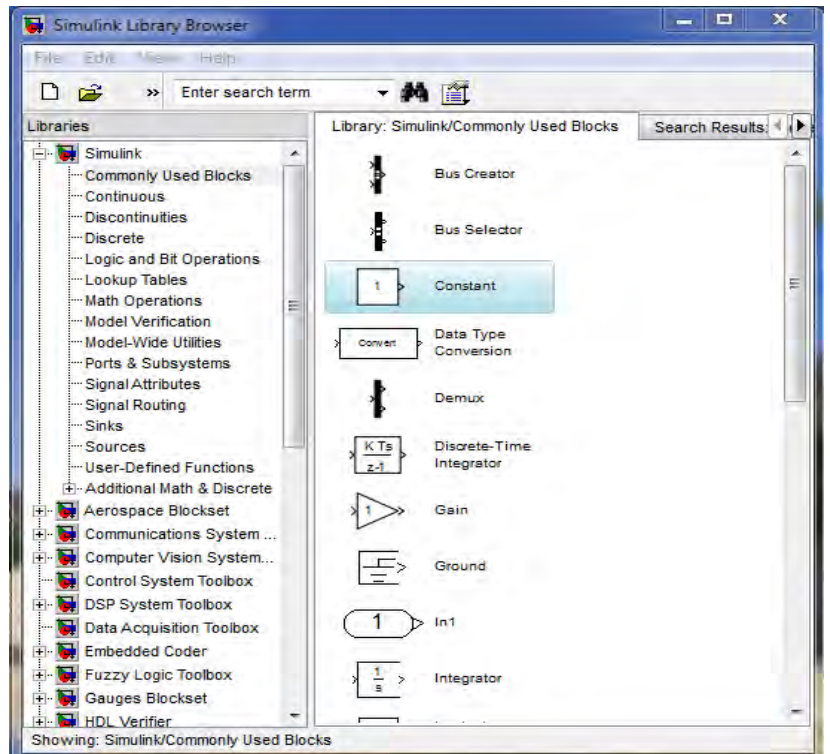 Simulink Library Browser
File Edit View Help
» Enter search term
Libraries
Simulink
Commonly Used Blocks
Continuous
Discontinuities
Discrete
Logic and Bit Operations
Lookup Tables
Math Operations
Model Verification
Model-Wide Utilities
Ports & Subsystems
Signal Attributes
Signal Routing
Sinks
Sources
User-Defined Functions
Additional Math & Discrete
Aerospace Blockset
Communications System ...
Computer Vision System...
Control System Toolbox
DSP System Toolbox
Data Acquisition Toolbox
Embedded Coder
Fuzzy Logic Toolbox
Gauges Blockset
HDL Verifier
Library: Simulink/Commonly Used Blocks
Search Results:
Bus Creator
Bus Selector
1
Constant
Convert
Data Type
Conversion
Demux
K Ts
z-1
Discrete-Time
Integrator
1
Gain
Ground
1
In1
1
s
Integrator
Showing: Simulink/Commonly Used Blocks